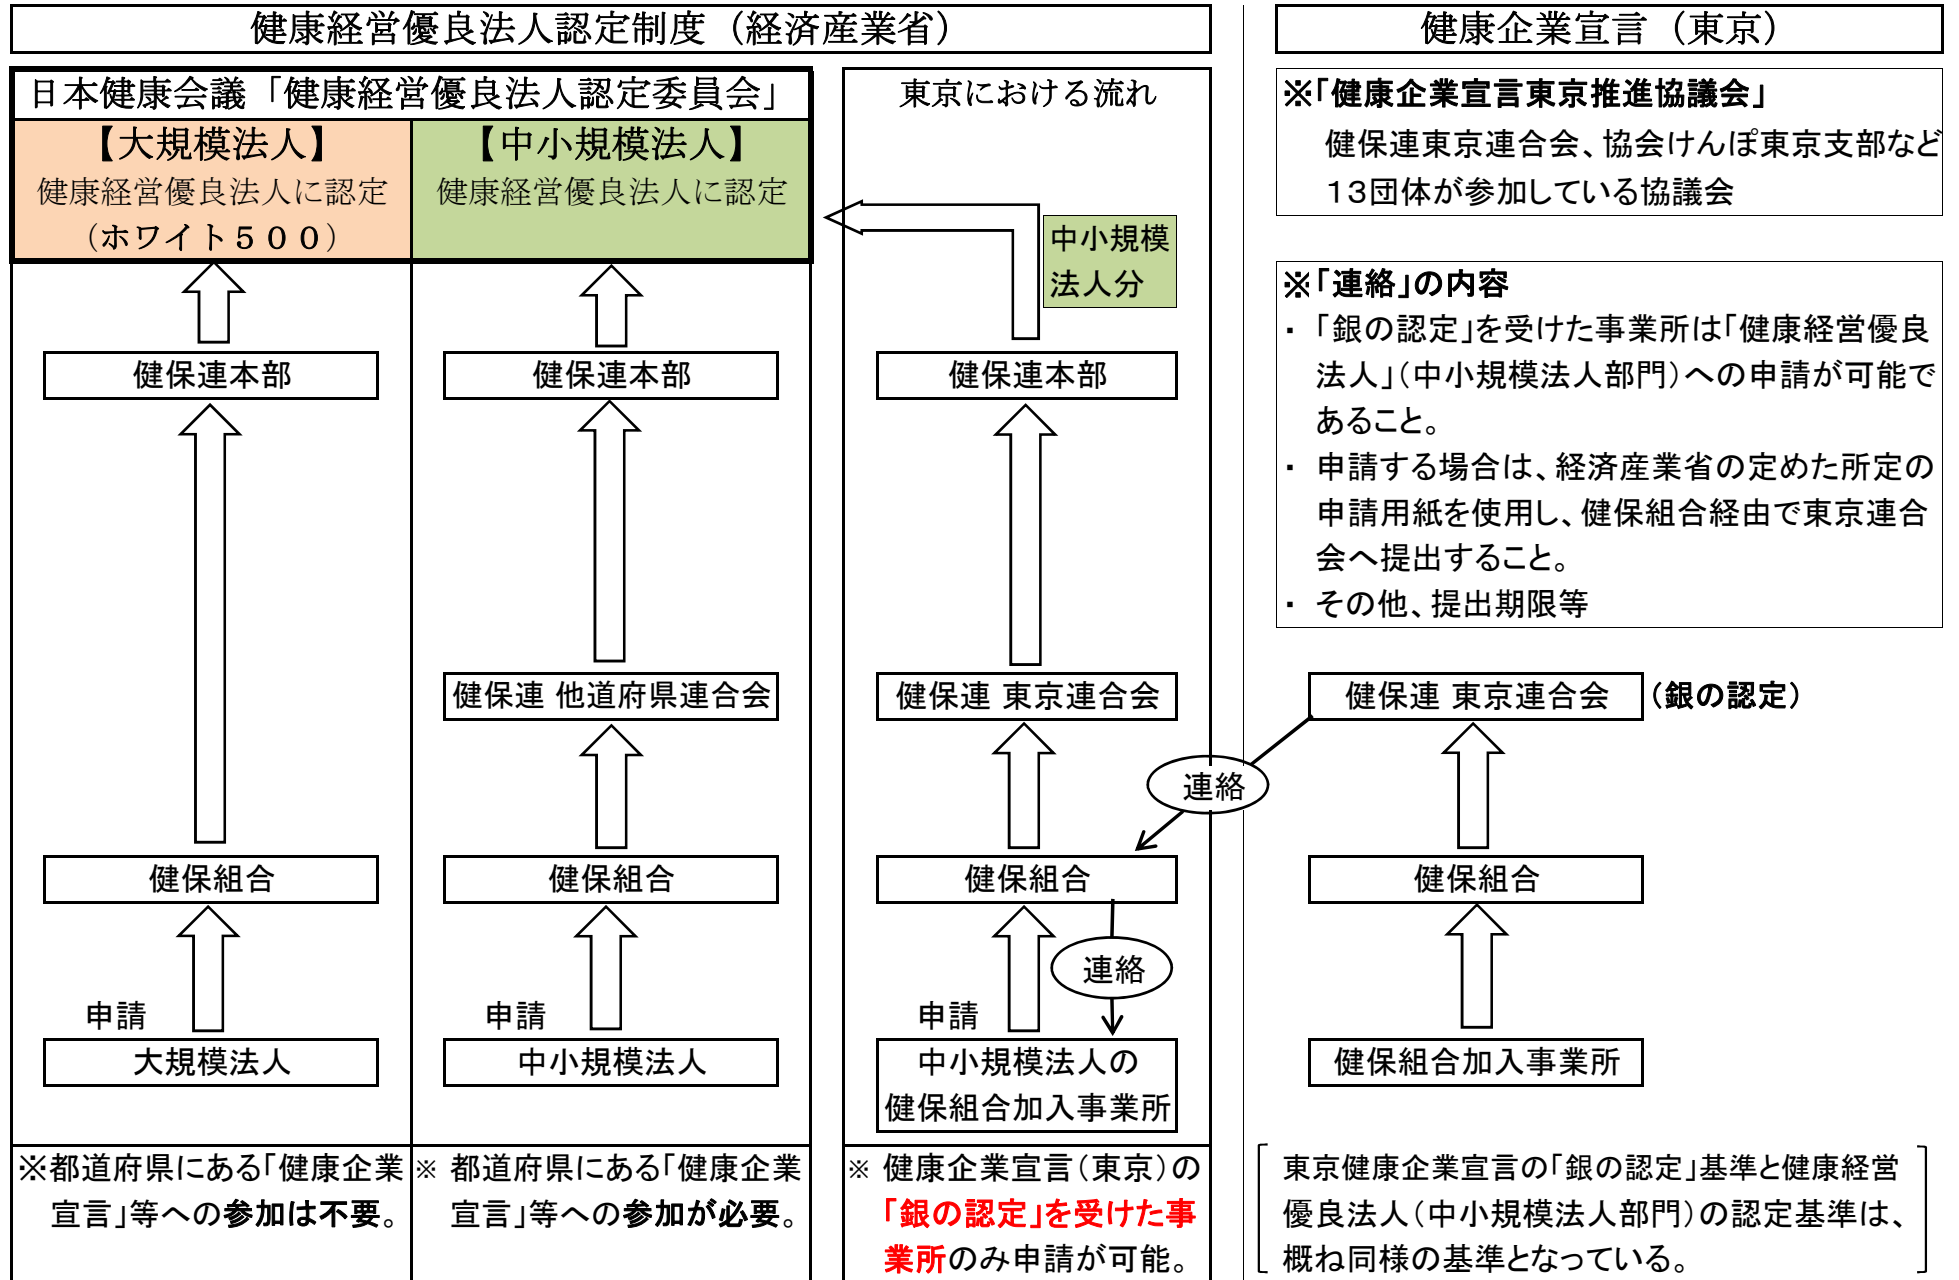 健康経営優良法人認定制度（経済産業省）
日本健康会議「健康経営優良法人認定委員会」
【大規模法人】
健康経営優良法人に認定
（ホワイト５００）
【中小規模法人】
健康経営優良法人に認定
健保連本部
健保組合
申請
大規模法人
※都道府県にある「健康企業
宣言」等への参加は不要。
健保連本部
健保連 他道府県連合会
健保組合
申請
中小規模法人
※ 都道府県にある「健康企業
宣言」等への参加が必要。
東京における流れ
中小規模
法人分
健保連本部
健保連 東京連合会
連絡
健保組合
連絡
申請
中小規模法人の
健保組合加入事業所
※ 健康企業宣言（東京）の
「銀の認定」を受けた事
業所のみ申請が可能。
健康企業宣言（東京）
※「健康企業宣言東京推進協議会」
健保連東京連合会、協会けんぽ東京支部など
１３団体が参加している協議会
※「連絡」の内容
・ 「銀の認定」を受けた事業所は「健康経営優良
法人」（中小規模法人部門）への申請が可能で
あること。
・ 申請する場合は、経済産業省の定めた所定の
申請用紙を使用し、健保組合経由で東京連合
会へ提出すること。
・ その他、提出期限等
健保連 東京連合会 （銀の認定）
健保組合
健保組合加入事業所
東京健康企業宣言の「銀の認定」基準と健康経営
優良法人（中小規模法人部門）の認定基準は、
概ね同様の基準となっている。